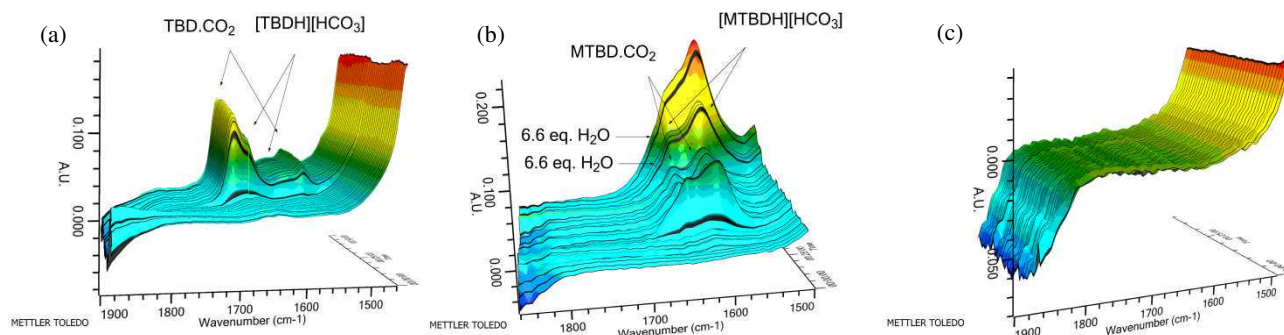 (a)
TBD.CO₂
[TBDH][HCO₃]
0.100
0.000
A.U.
1900
1800
1700
1600
1500
Wavenumber (cm-1)
METTLER TOLEDO
(b)
[MTBDH][HCO₃]
MTBD.CO₂
6.6 eq. H₂O
6.6 eq. H₂O
0.200
0.100
0.000
A.U.
1800
1700
1600
1500
Wavenumber (cm-1)
METTLER TOLEDO
(c)
0.000
A.U.
1900
1800
1700
1600
1500
Wavenumber (cm-1)
METTLER TOLEDO